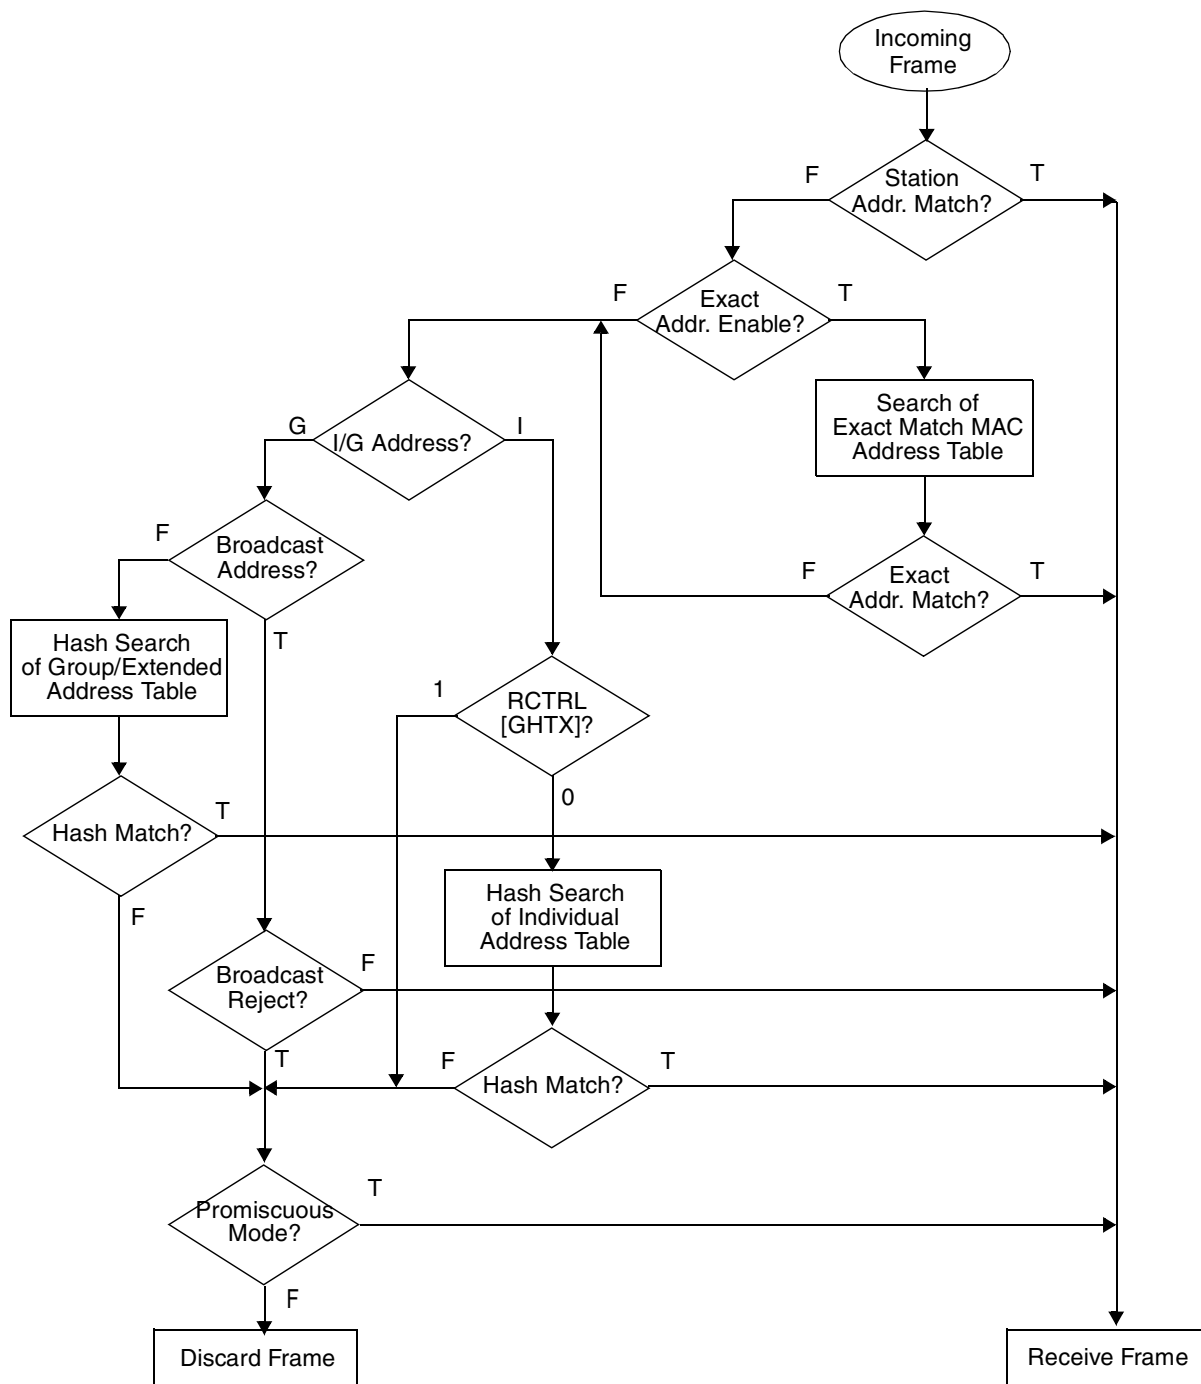 Incoming
Frame
F
Station
Addr. Match?
T
F
Exact
Addr. Enable?
T
Search of
Exact Match MAC
Address Table
G
I/G Address?
I
F
Broadcast
Address?
T
F
Exact
Addr. Match?
T
Hash Search
of Group/Extended
Address Table
1
RCTRL
[GHTX]?
0
Hash Match?
T
F
Hash Search
of Individual
Address Table
Broadcast
Reject?
F
T
F
Hash Match?
T
Promiscuous
Mode?
T
F
Discard Frame
Receive Frame